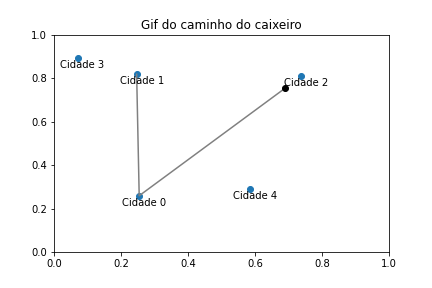 Gif do caminho do caixeiro
1.0
Cidade 3
Cidade 1
Cidade 2
0.8
0.6
0.4
Cidade 4
Cidade 0
0.2
0.0
0.0 0.2 0.4 0.6 0.8 1.0